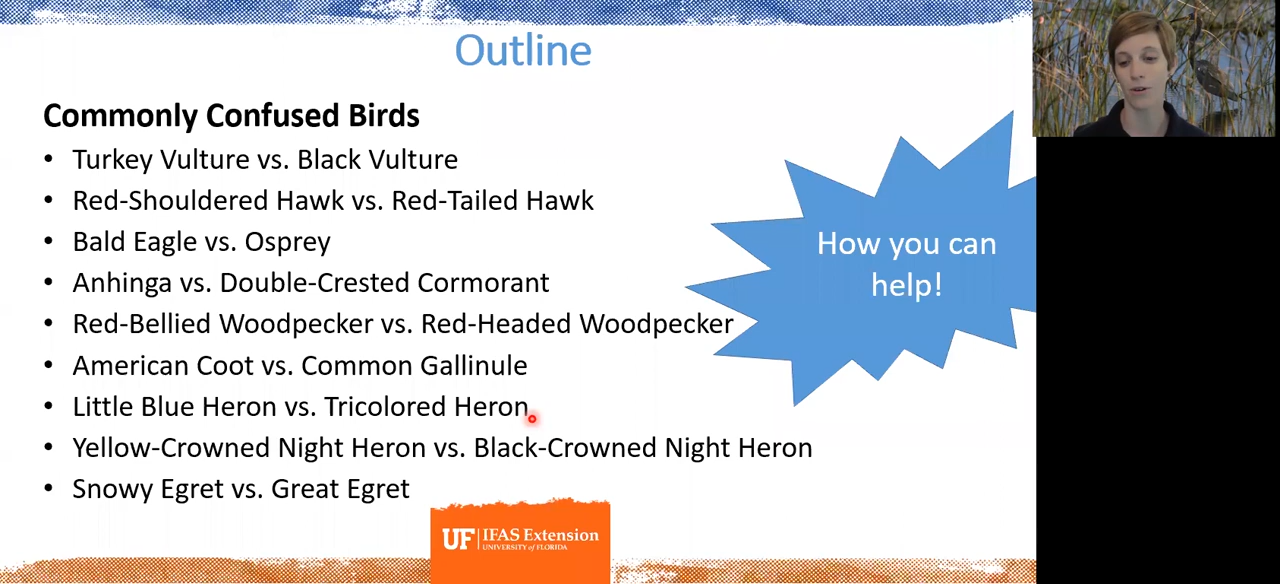 Outline
Commonly Confused Birds
• Turkey Vulture vs. Black Vulture
• Red-Shouldered Hawk vs. Red-Tailed Hawk
• Bald Eagle vs. Osprey
• Anhinga vs. Double-Crested Cormorant
• Red-Bellied Woodpecker vs. Red-Headed Woodpecker
• American Coot vs. Common Gallinule
• Little Blue Heron vs. Tricolored Heron
• Yellow-Crowned Night Heron vs. Black-Crowned Night Heron
• Snowy Egret vs. Great Egret
How you can
help!
UF | IFAS Extension
UNIVERSITY of FLORIDA